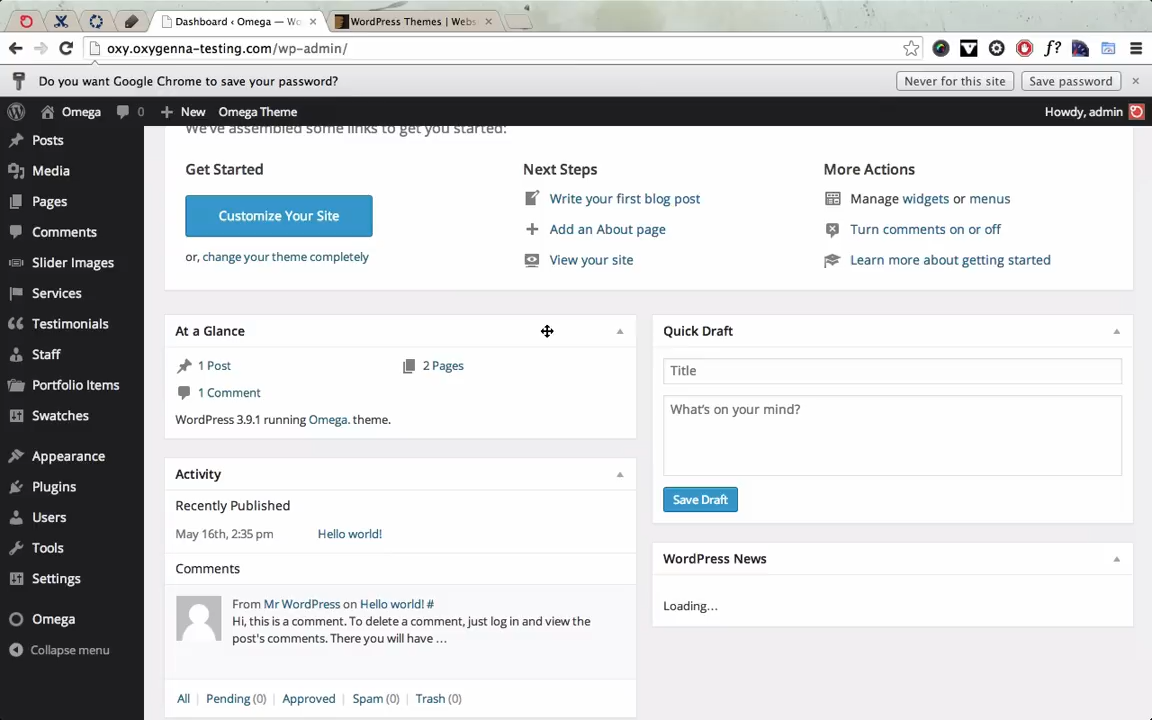 Dashboard ‹ Omega — Wo
WordPress Themes | Webs
oxy.oxygenna-testing.com/wp-admin/
f?
Do you want Google Chrome to save your password?
Never for this site
Save password
Omega
0
New
Omega Theme
Howdy, admin
Posts
Media
Pages
Comments
Slider Images
Services
Testimonials
Staff
Portfolio Items
Swatches
Appearance
Plugins
Users
Tools
Settings
Omega
Collapse menu
We've assembled some links to get you started:
Get Started
Customize Your Site
or, change your theme completely
Next Steps
Write your first blog post
Add an About page
View your site
More Actions
Manage widgets or menus
Turn comments on or off
Learn more about getting started
At a Glance
1 Post
2 Pages
1 Comment
WordPress 3.9.1 running Omega. theme.
Activity
Recently Published
May 16th, 2:35 pm
Hello world!
Comments
From Mr WordPress on Hello world! #
Hi, this is a comment. To delete a comment, just log in and view the
post's comments. There you will have …
All | Pending (0) | Approved | Spam (0) | Trash (0)
Quick Draft
Title
What's on your mind?
Save Draft
WordPress News
Loading…